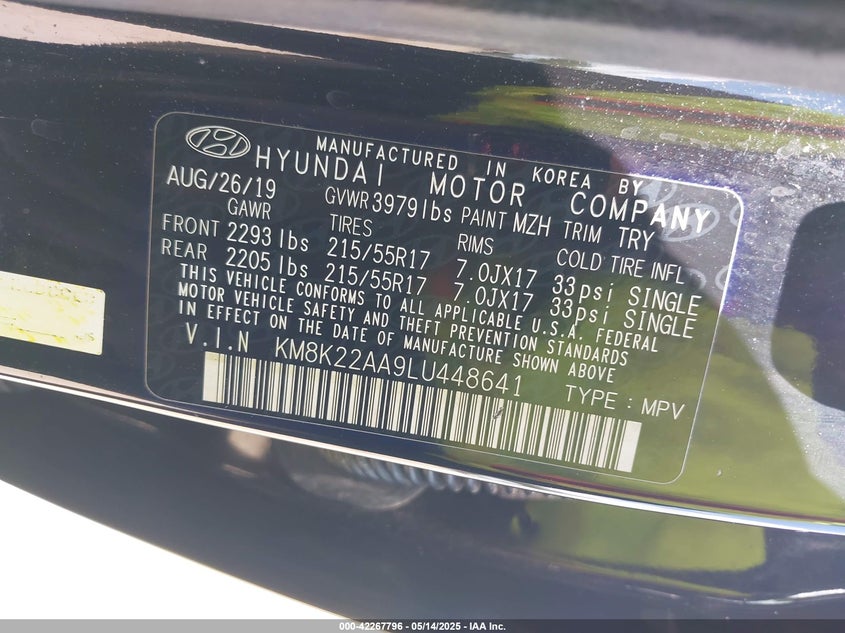 MANUFACTURED IN KOREA BY
HYUNDAI MOTOR COMPANY
AUG/26/19 GVWR 3979 lbs PAINT MZH TRIM TRY
GAWR TIRES RIMS COLD TIRE INFL
FRONT 2293 lbs 215/55R17 7.0JX17 33psi SINGLE
REAR 2205 lbs 215/55R17 7.0JX17 33psi SINGLE
THIS VEHICLE CONFORMS TO ALL APPLICABLE U.S.A. FEDERAL
MOTOR VEHICLE SAFETY AND THEFT PREVENTION STANDARDS
IN EFFECT ON THE DATE OF MANUFACTURE SHOWN ABOVE
V.I.N KM8K22AA9LU448641 TYPE : MPV
000-42267796 - 05/14/2025 - IAA Inc.